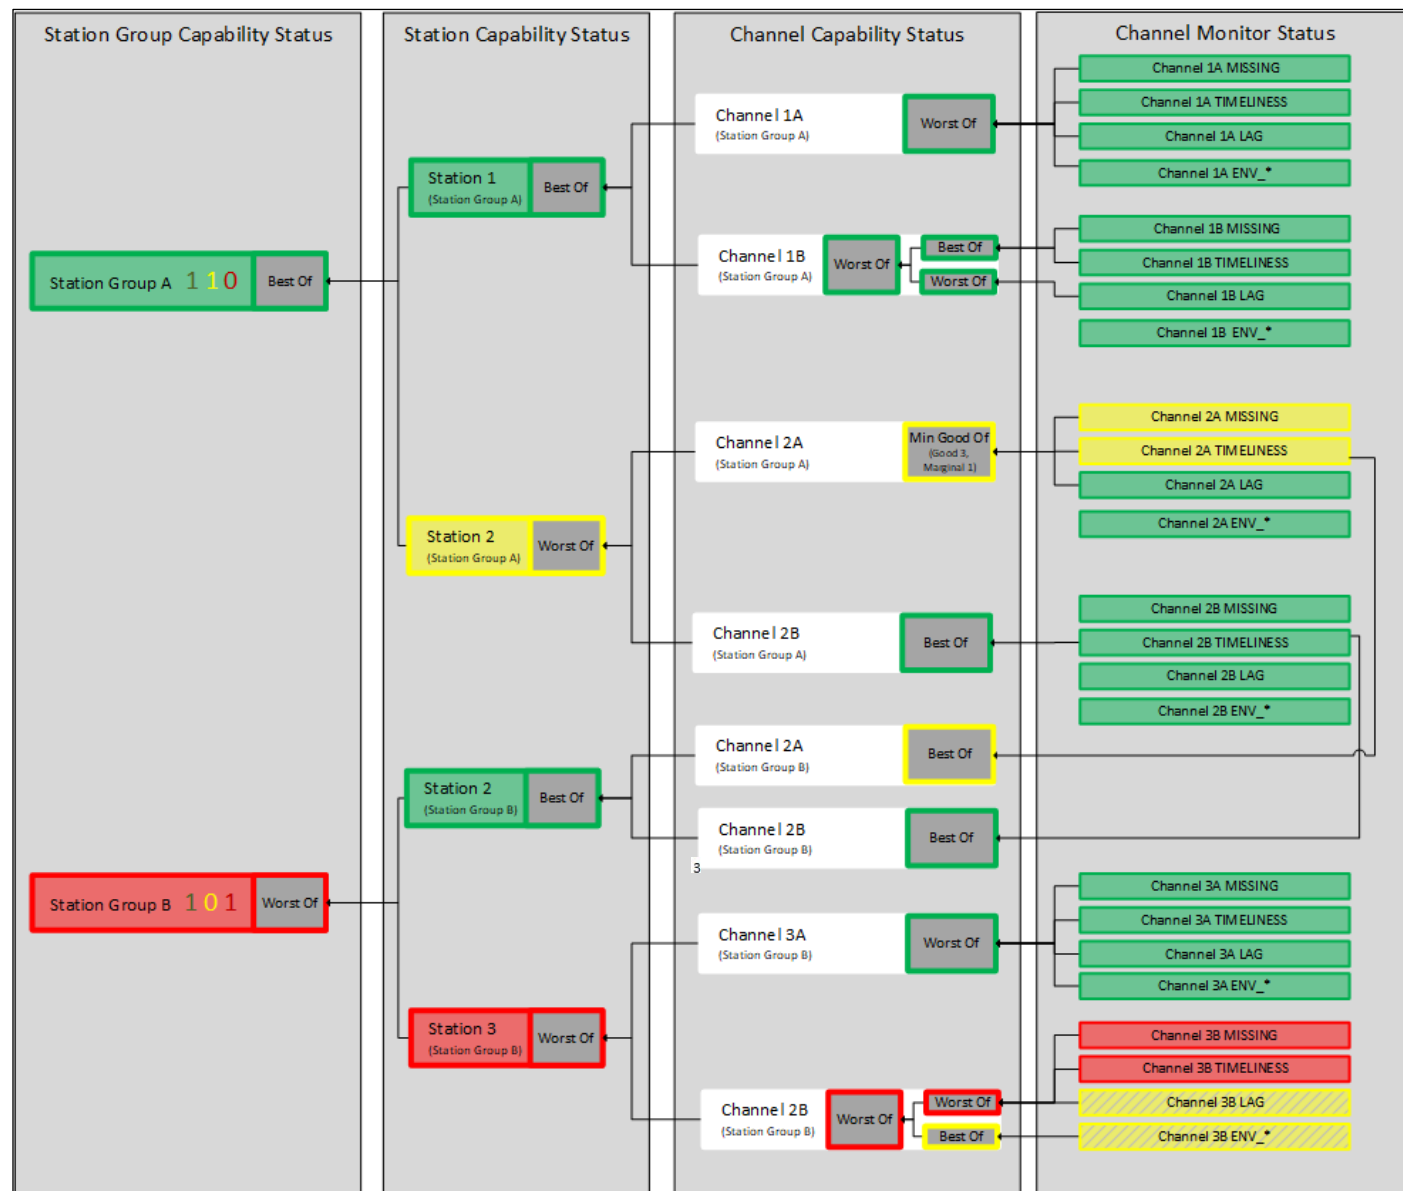 Station Group Capability Status
Station Group A 1 1 0 Best Of
Station Group B 1 0 1 Worst Of
Station Capability Status
Station 1
(Station Group A)
Best Of
Station 2
(Station Group A)
Worst Of
Station 2
(Station Group B)
Best Of
Station 3
(Station Group B)
Worst Of
Channel Capability Status
Channel 1A
(Station Group A)
Worst Of
Channel 1B
(Station Group A)
Worst Of
Best Of
Worst Of
Channel 2A
(Station Group A)
Min Good Of
(Good 3,
Marginal 1)
Channel 2B
(Station Group A)
Best Of
Channel 2A
(Station Group B)
Best Of
Channel 2B
(Station Group B)
Best Of
3
Channel 3A
(Station Group B)
Worst Of
Channel 2B
(Station Group B)
Worst Of
Worst Of
Best Of
Channel Monitor Status
Channel 1A MISSING
Channel 1A TIMELINESS
Channel 1A LAG
Channel 1A ENV_*
Channel 1B MISSING
Channel 1B TIMELINESS
Channel 1B LAG
Channel 1B ENV_*
Channel 2A MISSING
Channel 2A TIMELINESS
Channel 2A LAG
Channel 2A ENV_*
Channel 2B MISSING
Channel 2B TIMELINESS
Channel 2B LAG
Channel 2B ENV_*
Channel 3A MISSING
Channel 3A TIMELINESS
Channel 3A LAG
Channel 3A ENV_*
Channel 3B MISSING
Channel 3B TIMELINESS
Channel 3B LAG
Channel 3B ENV_*